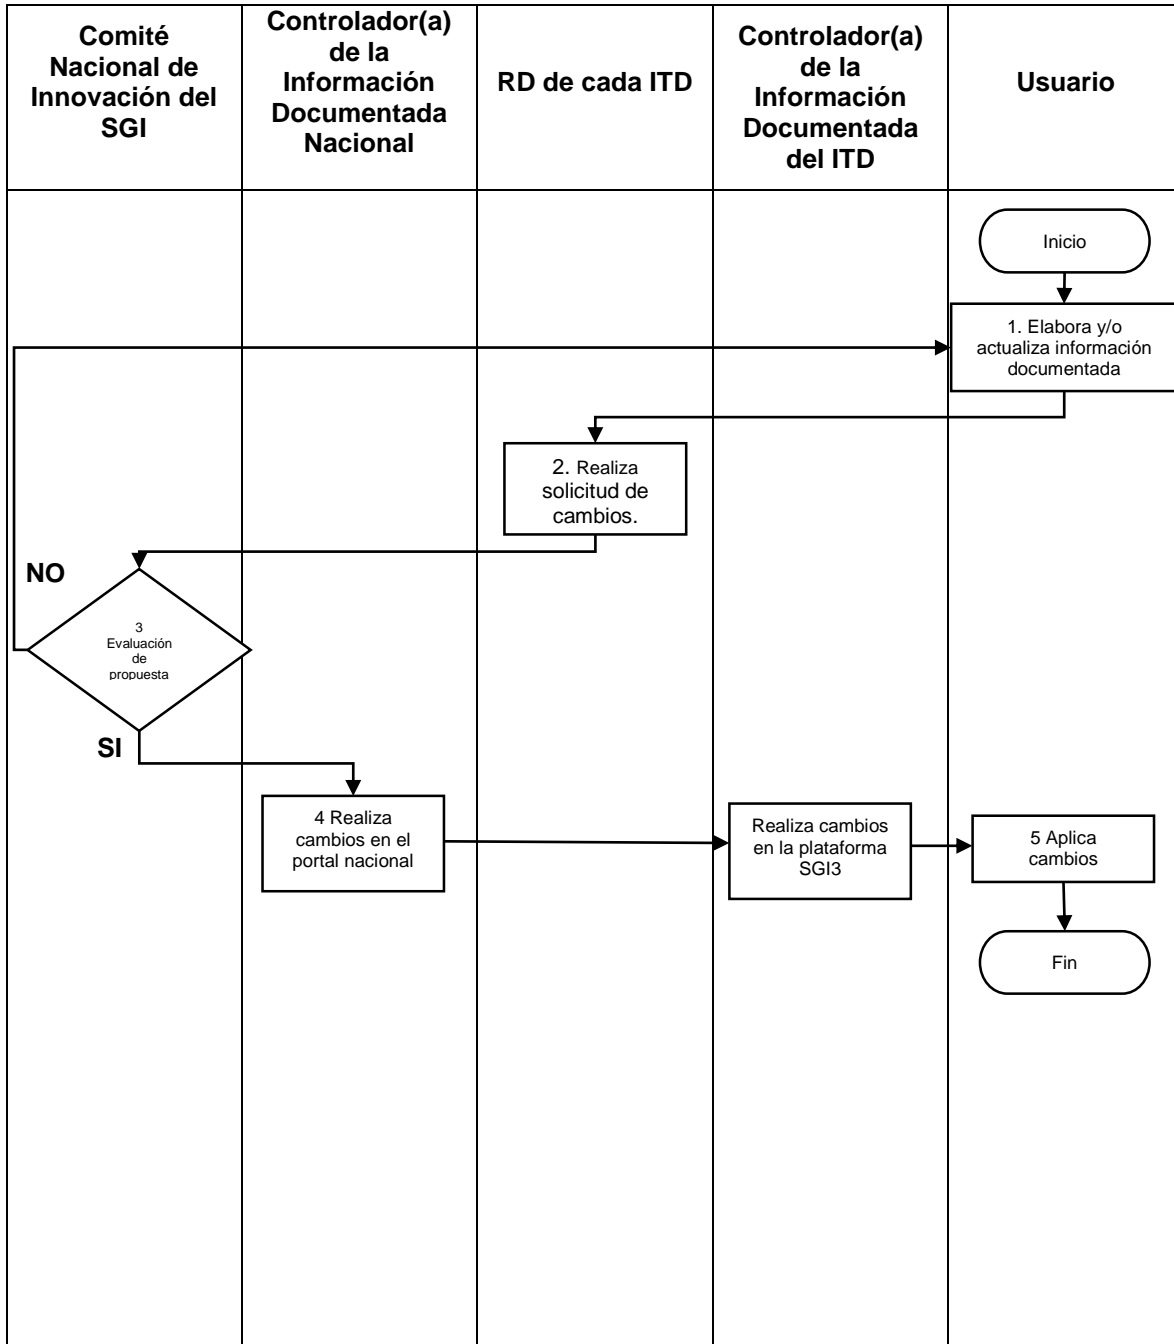 Comité
Nacional de
Innovación del
SGI
Controlador(a)
de la
Información
Documentada
Nacional
RD de cada ITD
Controlador(a)
de la
Información
Documentada
del ITD
Usuario
Inicio
1. Elabora y/o
actualiza información
documentada
2. Realiza
solicitud de
cambios.
NO
3
Evaluación
de
propuesta
SI
4 Realiza
cambios en el
portal nacional
Realiza cambios
en la plataforma
SGI3
5 Aplica
cambios
Fin